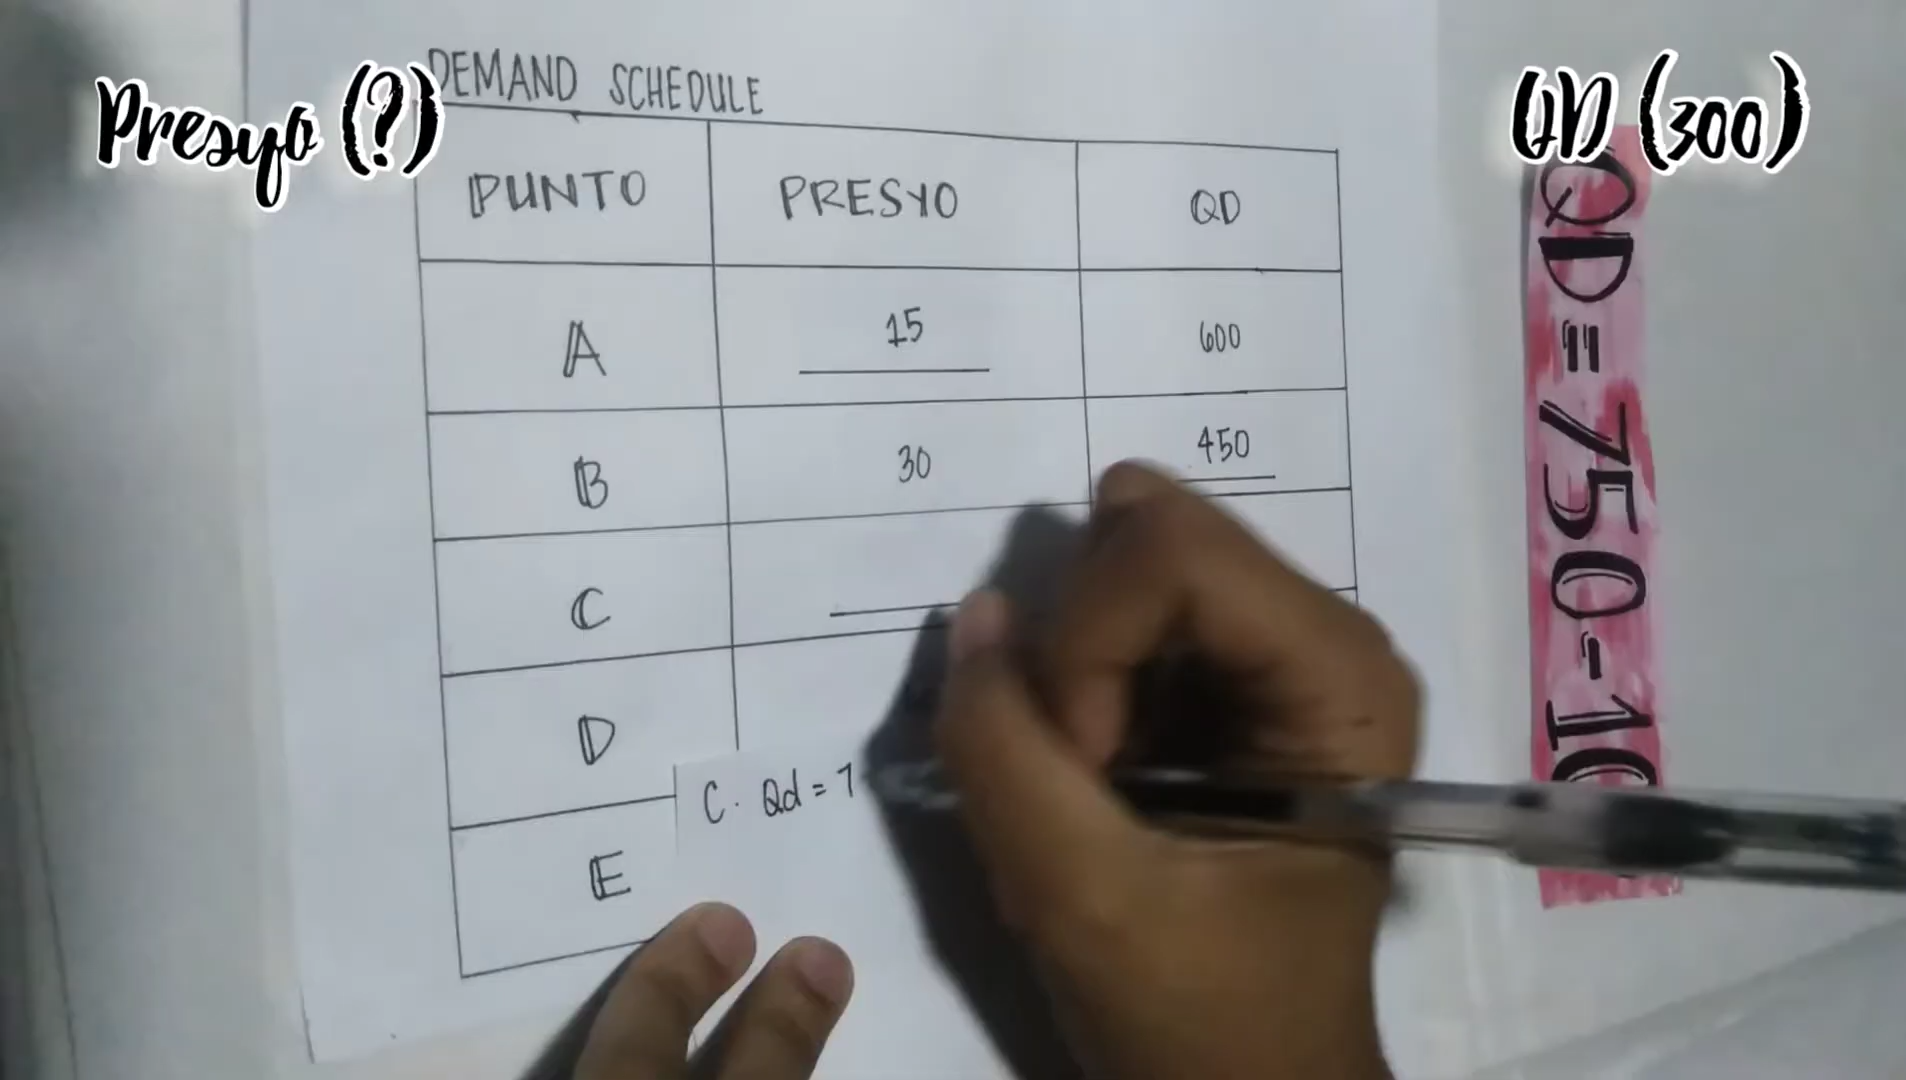 Presyo (?)
QD (300)
DEMAND SCHEDULE
PUNTO PRESYO QD
A 15 600
B 30 450
C
D
E
C. Qd = 7
QD=750-10